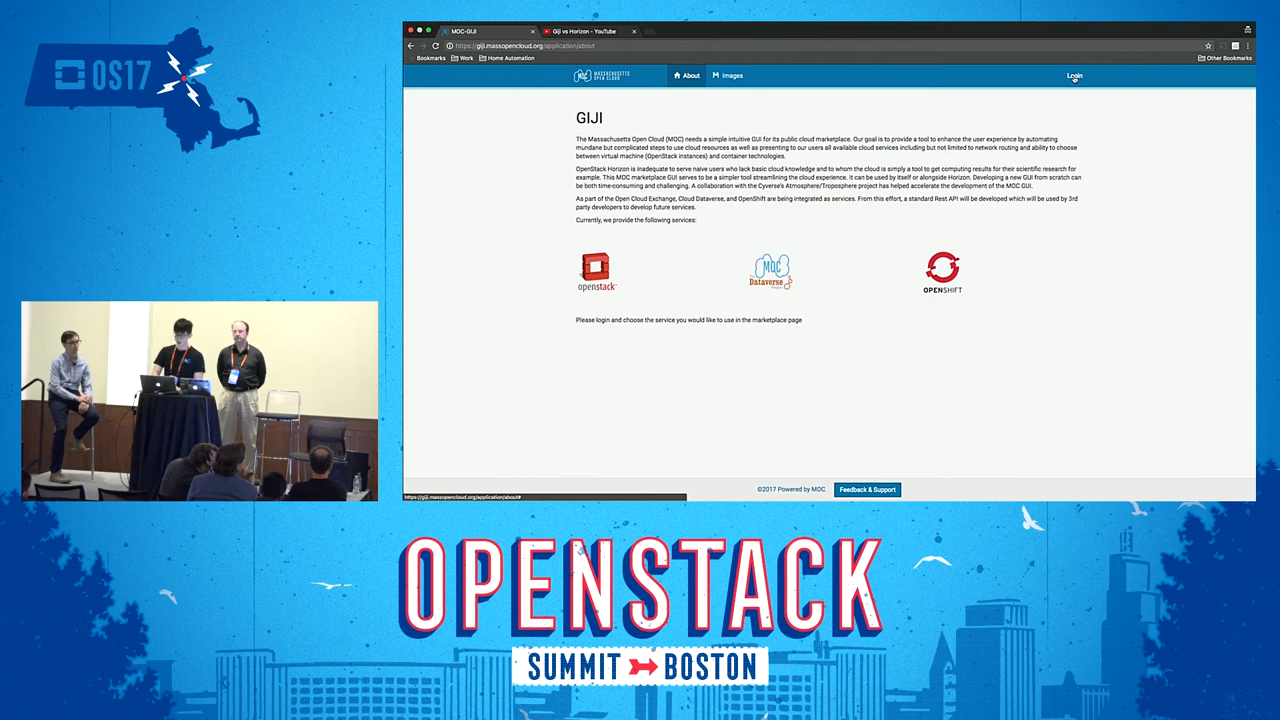 OS17
MOC-GIJI
Giji vs Horizon - YouTube
https://giji.massopencloud.org/application/about
Bookmarks
Work
Home Automation
Other Bookmarks
MASSACHUSETTS
OPEN CLOUD
About
Images
Login
GIJI
The Massachusetts Open Cloud (MOC) needs a simple intuitive GUI for its public cloud marketplace. Our goal is to provide a tool to enhance the user experience by automating
mundane but complicated steps to use cloud resources as well as presenting to our users all available cloud services including but not limited to network routing and ability to choose
between virtual machine (OpenStack instances) and container technologies.
OpenStack Horizon is inadequate to serve naive users who lack basic cloud knowledge and to whom the cloud is simply a tool to get computing results for their scientific research for
example. This MOC marketplace GUI serves to be a simpler tool streamlining the cloud experience. It can be used by itself or alongside Horizon. Developing a new GUI from scratch can
be both time-consuming and challenging. A collaboration with the Cyverse's Atmosphere/Troposphere project has helped accelerate the development of the MOC GUI.
As part of the Open Cloud Exchange, Cloud Dataverse, and OpenShift are being integrated as services. From this effort, a standard Rest API will be developed which will be used by 3rd
party developers to develop future services.
Currently, we provide the following services:
openstack
MOC
Dataverse
Project
OPENSHIFT
Please login and choose the service you would like to use in the marketplace page
©2017 Powered by MOC
Feedback & Support
https://giji.massopencloud.org/application/about#
OPENSTACK
SUMMIT BOSTON